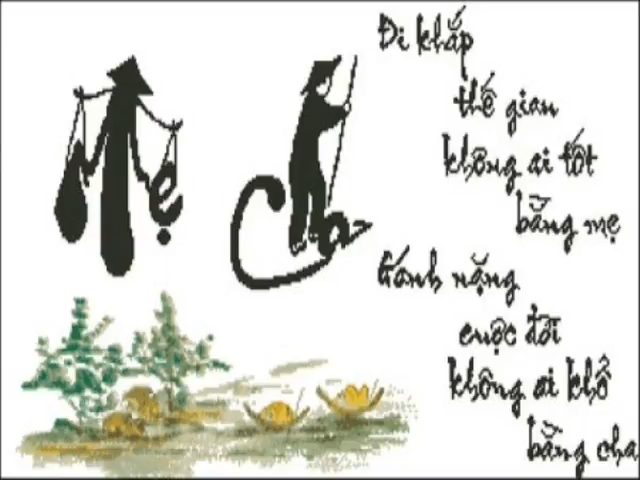 Mẹ Cha
Đi khắp
thế gian
không ai tốt
bằng mẹ
Gánh nặng
cuộc đời
không ai khổ
bằng cha